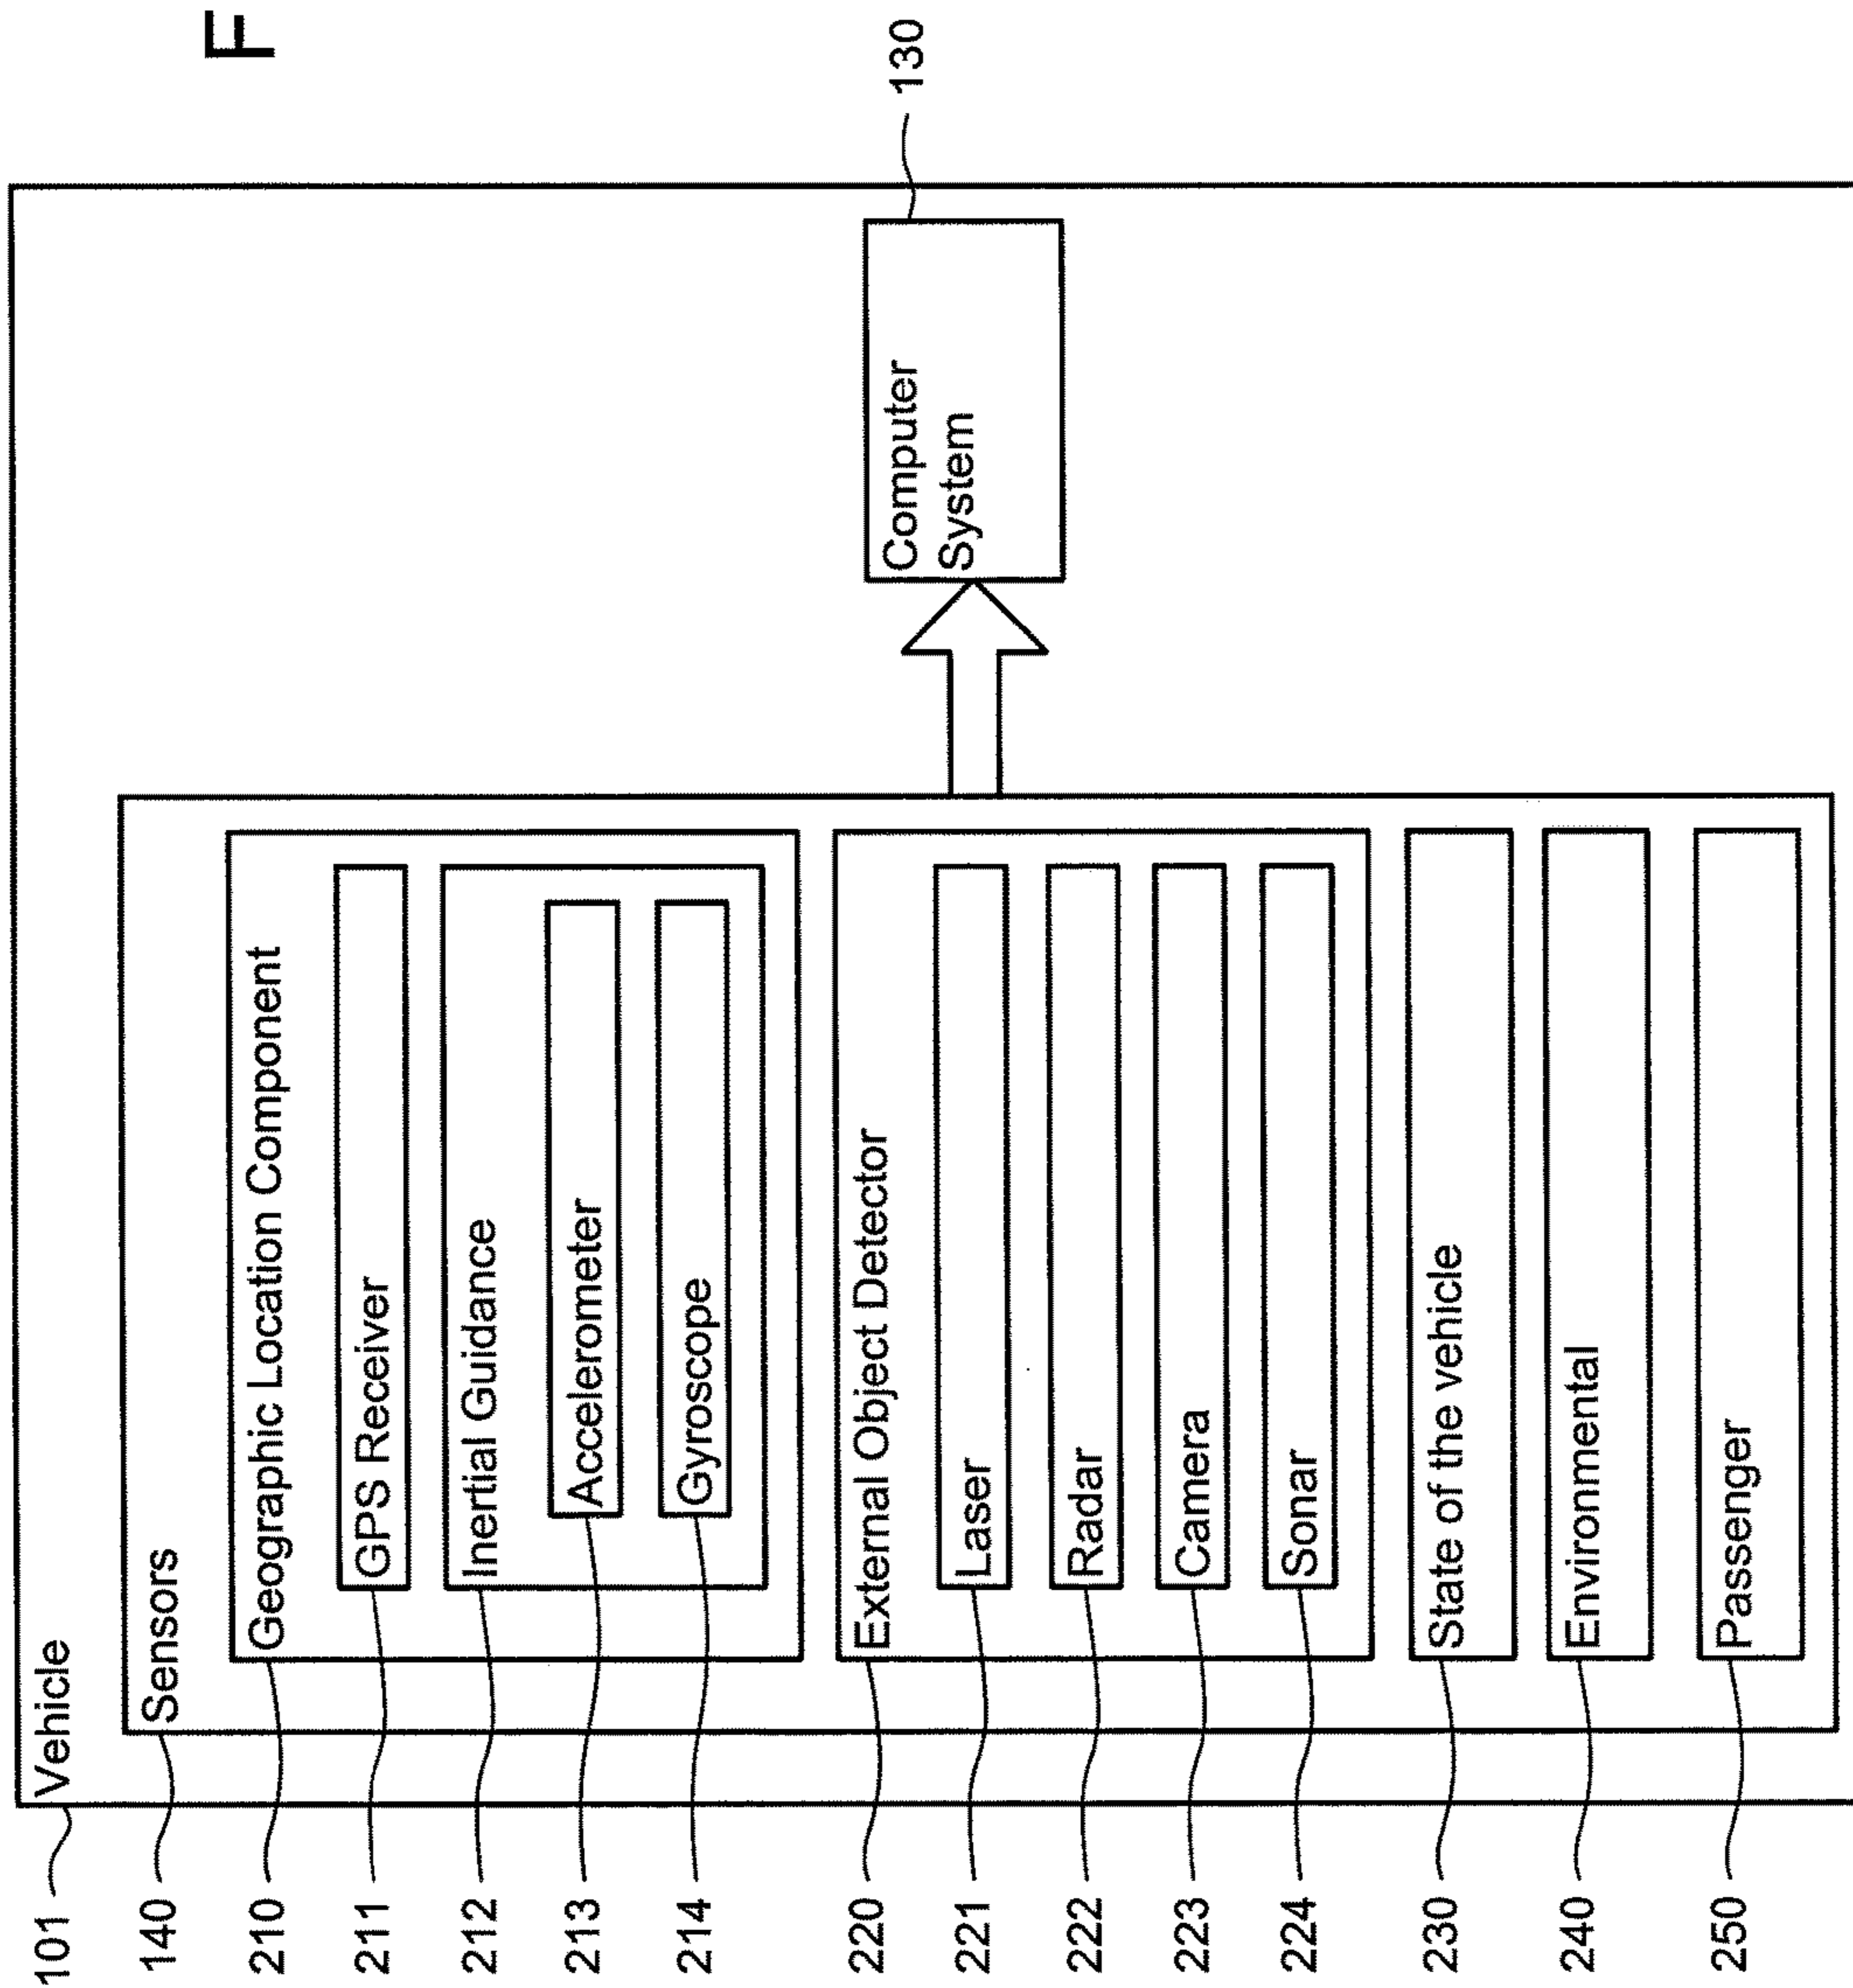 F
101
Vehicle
140
Sensors
210
Geographic Location Component
211
GPS Receiver
212
Inertial Guidance
213
Accelerometer
214
Gyroscope
220
External Object Detector
221
Laser
222
Radar
223
Camera
224
Sonar
230
State of the vehicle
240
Environmental
250
Passenger
Computer
System
130